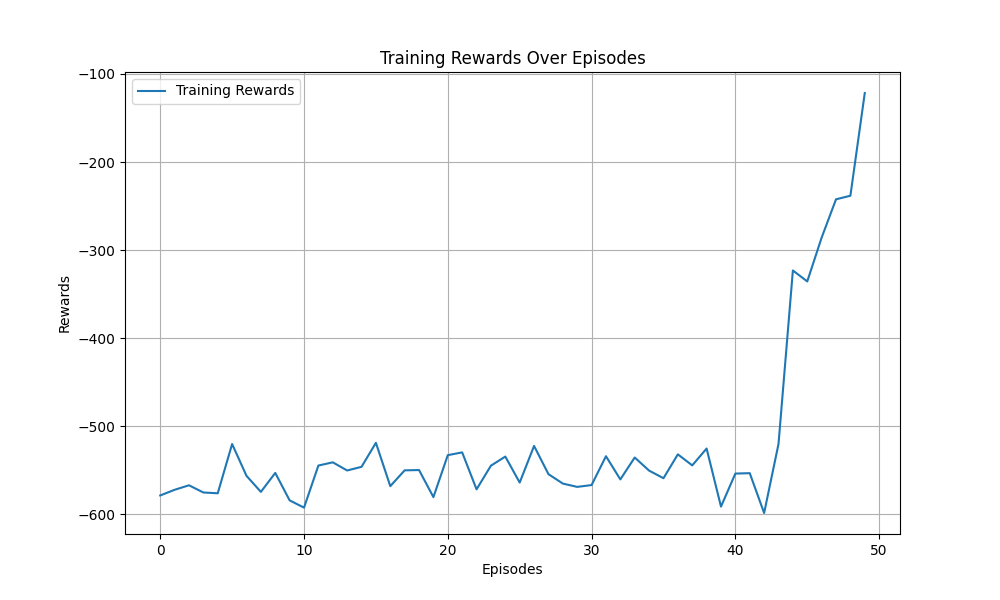 Training Rewards Over Episodes
Training Rewards
−100
−200
−300
−400
−500
−600
Rewards
0 10 20 30 40 50
Episodes